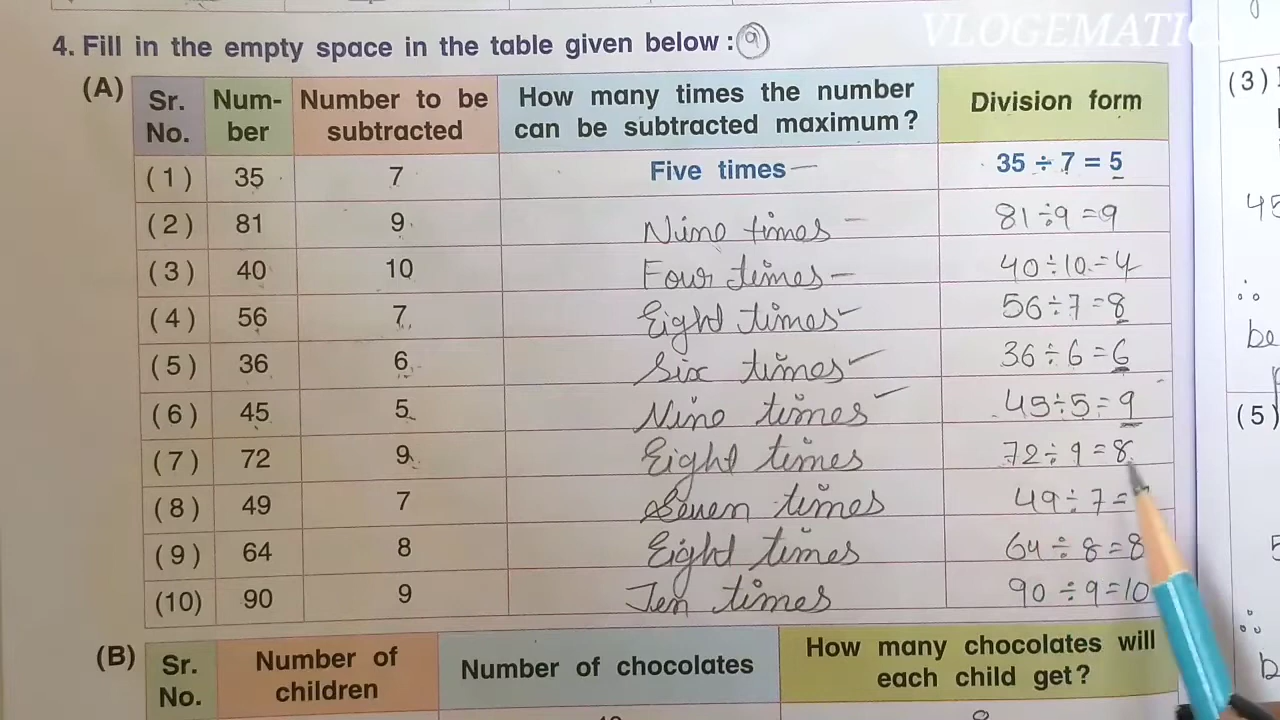 VLOGEMATIC
4. Fill in the empty space in the table given below : 9
(A) Sr. No. Num- ber Number to be subtracted How many times the number can be subtracted maximum? Division form
(1) 35 7 Five times 35 ÷ 7 = 5
(2) 81 9 Nine times 81 ÷ 9 = 9
(3) 40 10 Four times 40 ÷ 10 = 4
(4) 56 7 Eight times 56 ÷ 7 = 8
(5) 36 6 Six times 36 ÷ 6 = 6
(6) 45 5 Nine times 45 ÷ 5 = 9
(7) 72 9 Eight times 72 ÷ 9 = 8
(8) 49 7 Seven times 49 ÷ 7 =
(9) 64 8 Eight times 64 ÷ 8 = 8
(10) 90 9 Ten times 90 ÷ 9 = 10
(B) Sr. No. Number of children Number of chocolates How many chocolates will each child get?
(3)
∴
be
(5)
∴